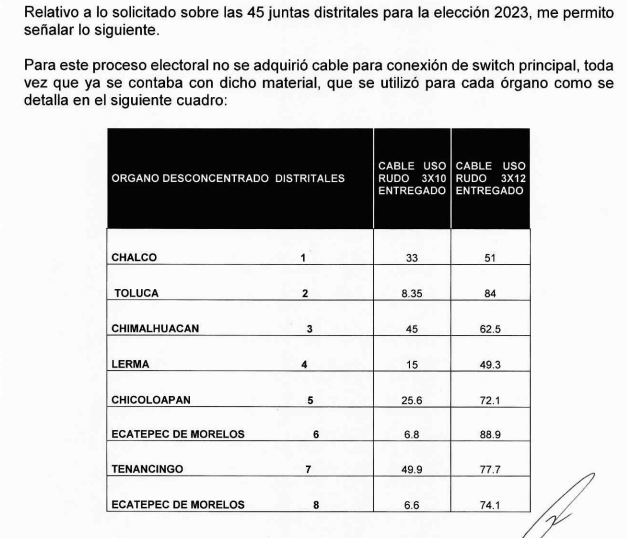 Relativo a lo solicitado sobre las 45 juntas distritales para la elección 2023, me permito
señalar lo siguiente.
Para este proceso electoral no se adquirió cable para conexión de switch principal, toda
vez que ya se contaba con dicho material, que se utilizó para cada órgano como se
detalla en el siguiente cuadro:
ORGANO DESCONCENTRADO DISTRITALES CABLE USO RUDO 3X10 ENTREGADO CABLE USO RUDO 3X12 ENTREGADO
CHALCO 1 33 51
TOLUCA 2 8.35 84
CHIMALHUACAN 3 45 62.5
LERMA 4 15 49.3
CHICOLOAPAN 5 25.6 72.1
ECATEPEC DE MORELOS 6 6.8 88.9
TENANCINGO 7 49.9 77.7
ECATEPEC DE MORELOS 8 6.6 74.1